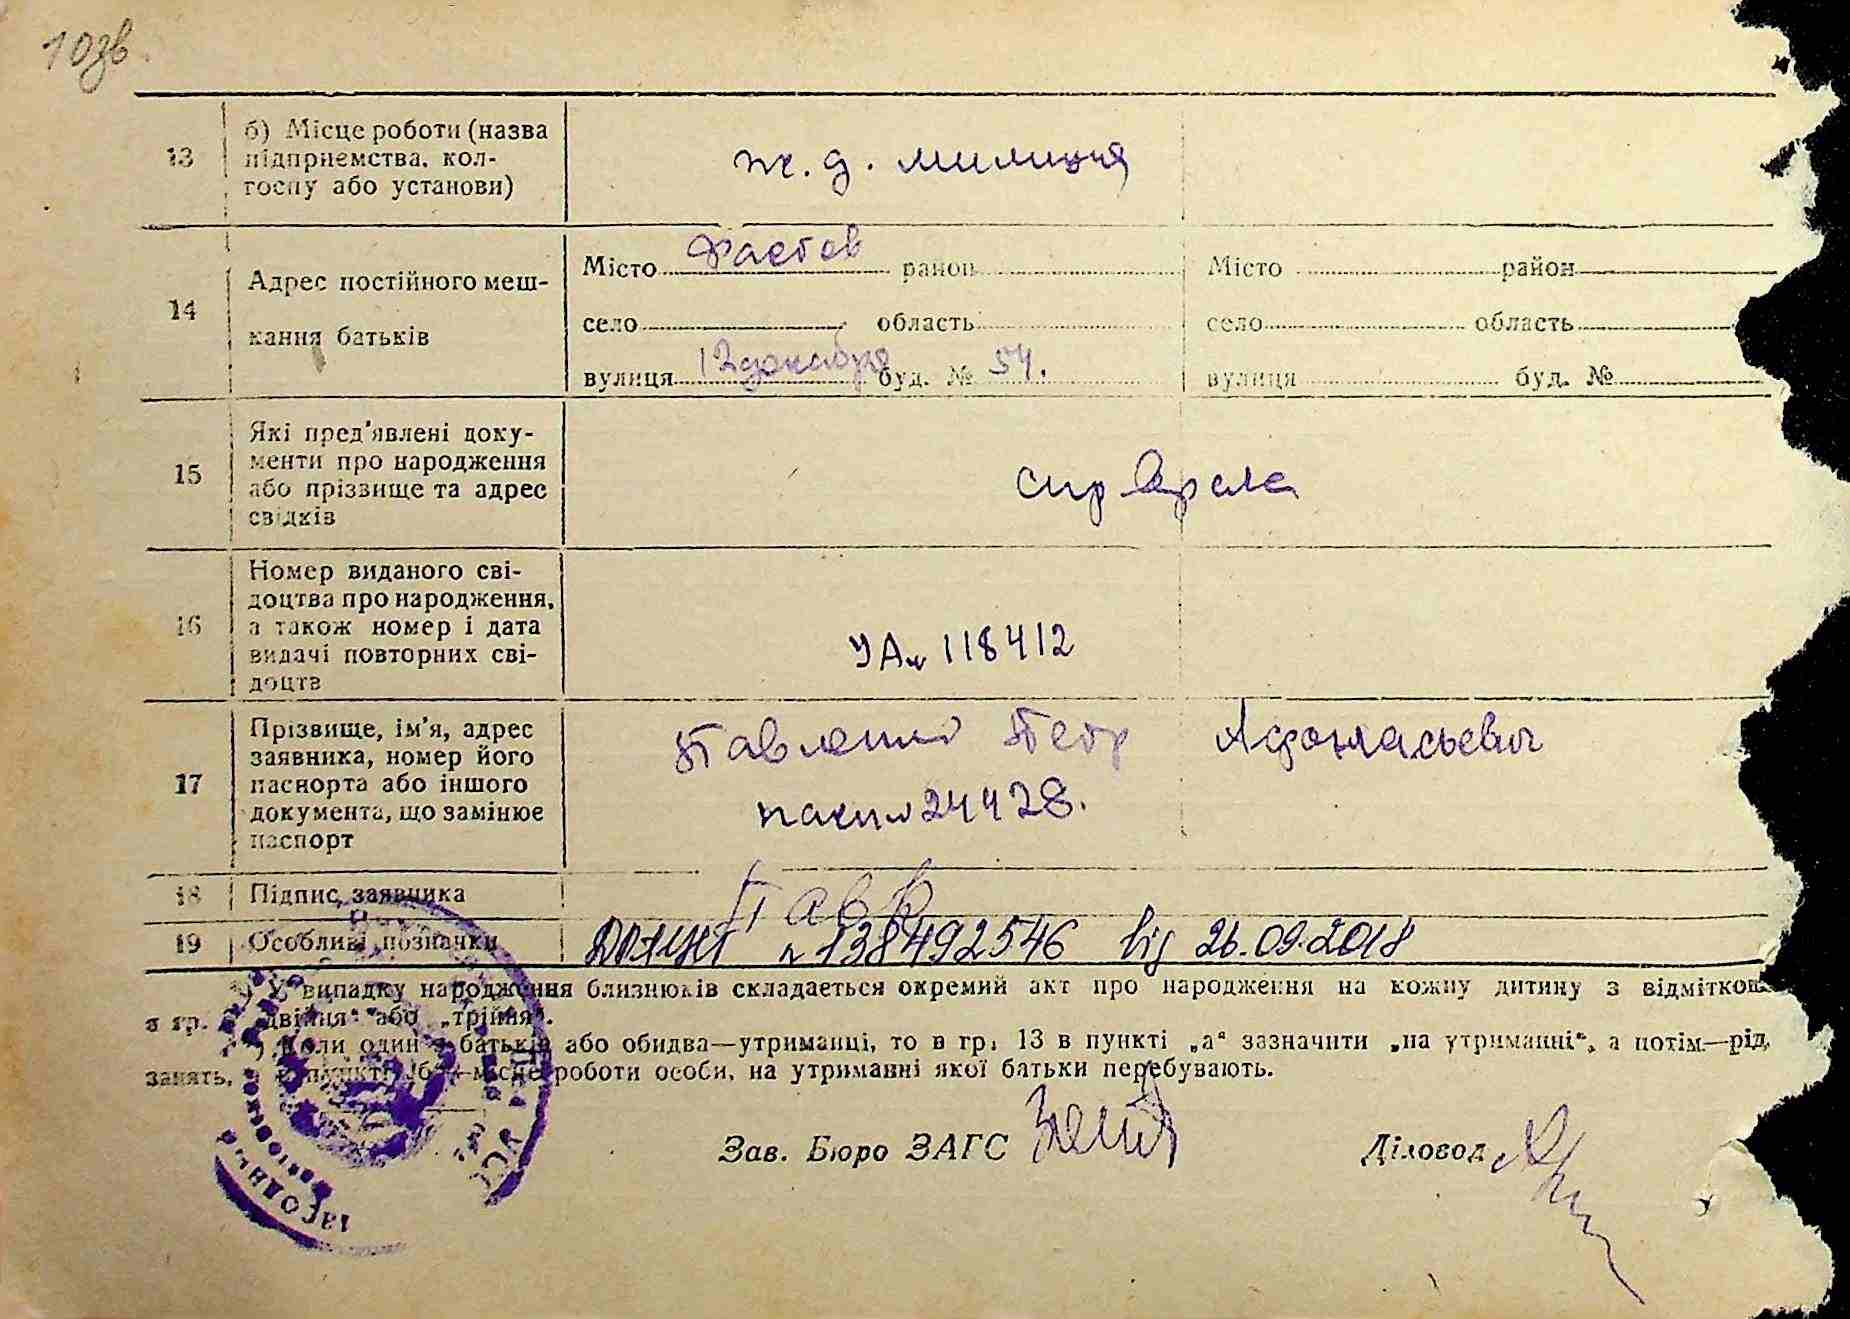 10зв
13
б) Місце роботи (назва
підприємства, кол-
госпу або установи)
ж. д. милиция
14
Адрес постійного меш-
кання батьків
Місто Фастов район
село область
вулиця 12 декабря буд. № 54.
Місто район
село область
вулиця буд. №
15
Які пред'явлені доку-
менти про народження
або прізвище та адрес
свідків
спр
16
Номер виданого сві-
доцтва про народження,
а також номер і дата
видачі повторних сві-
доцтв
УА№ 118412
17
Прізвище, ім'я, адрес
заявника, номер його
паспорта або іншого
документа, що замінює
паспорт
Павленко Петр Афонасьевич
24428.
18
Підпис заявника
Павл
19
Особливі позначки
№ 138492546 від 26.09.2018
У випадку народження близнюків складається окремий акт про народження на кожну дитину з відміткою
в гр. двійня" або „трійня".
Коли один з батьків або обидва—утриманці, то в гр. 13 в пункті „а" зазначити „на утриманні", а потім—рід
занять, в пункті „б"—місце роботи особи, на утриманні якої батьки перебувають.
Зав. Бюро ЗАГС
Діловод